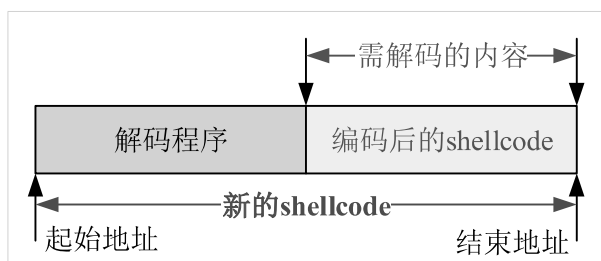 需解码的内容
解码程序
编码后的shellcode
新的shellcode
起始地址
结束地址